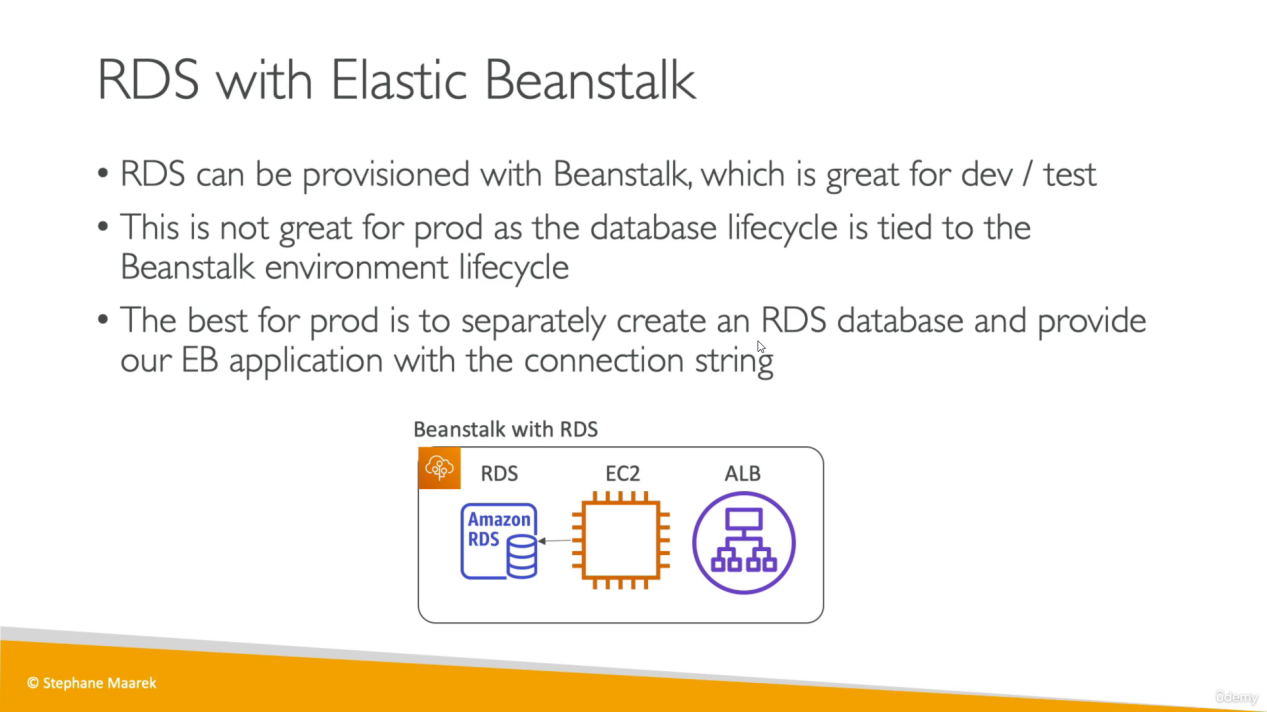 RDS with Elastic Beanstalk
• RDS can be provisioned with Beanstalk, which is great for dev / test
• This is not great for prod as the database lifecycle is tied to the
Beanstalk environment lifecycle
• The best for prod is to separately create an RDS database and provide
our EB application with the connection string
Beanstalk with RDS
RDS EC2 ALB
Amazon
RDS
© Stephane Maarek
ûdemy